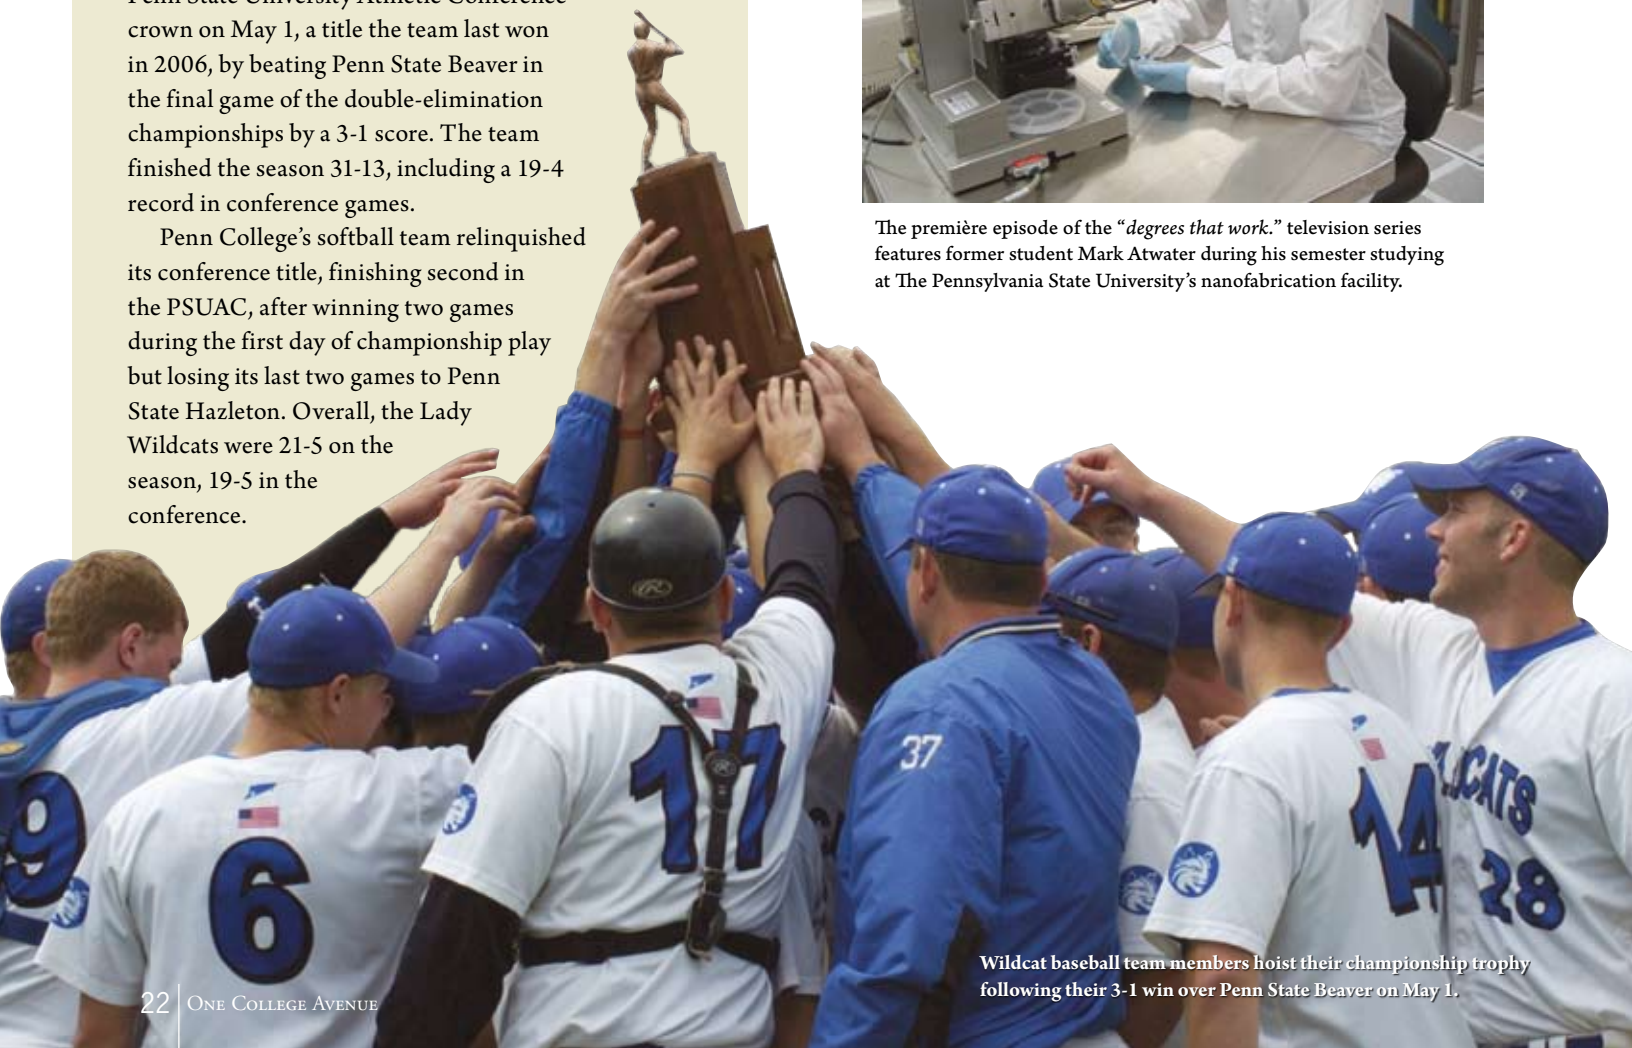 Penn State University Athletic Conference
crown on May 1, a title the team last won
in 2006, by beating Penn State Beaver in
the final game of the double-elimination
championships by a 3-1 score. The team
finished the season 31-13, including a 19-4
record in conference games.
Penn College’s softball team relinquished
its conference title, finishing second in
the PSUAC, after winning two games
during the first day of championship play
but losing its last two games to Penn
State Hazleton. Overall, the Lady
Wildcats were 21-5 on the
season, 19-5 in the
conference.
The première episode of the “degrees that work.” television series
features former student Mark Atwater during his semester studying
at The Pennsylvania State University’s nanofabrication facility.
9
6
17
37
14
28
Wildcat baseball team members hoist their championship trophy
following their 3-1 win over Penn State Beaver on May 1.
22 One College Avenue